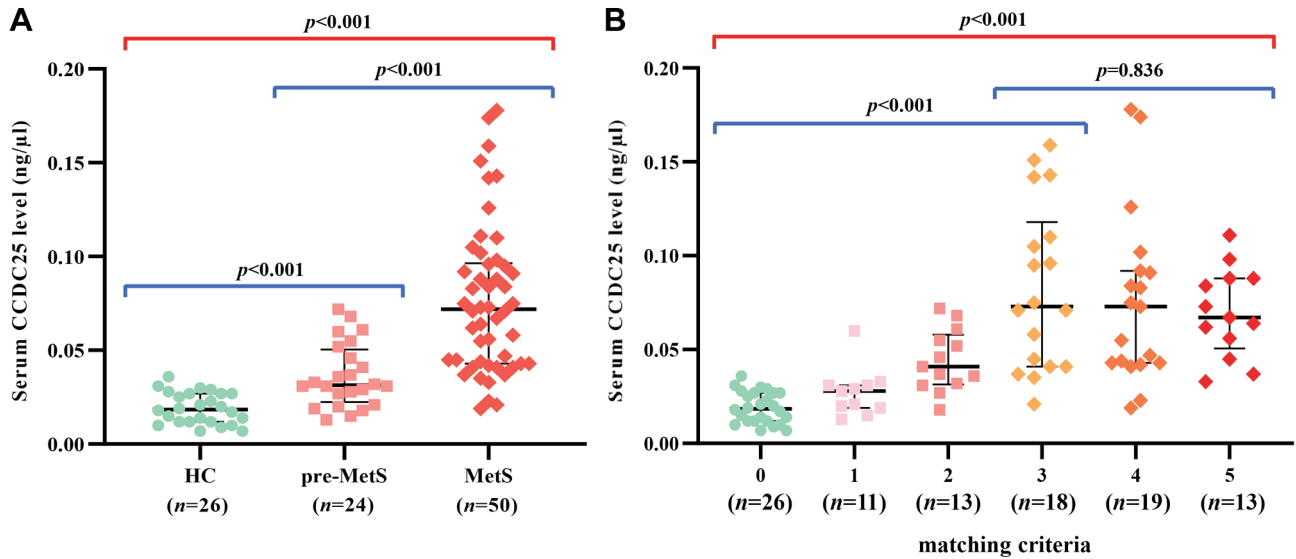 A
p<0.001
p<0.001
p<0.001
Serum CCDC25 level (ng/µl)
0.20
0.15
0.10
0.05
0.00
HC
pre-MetS
MetS
(n=26)
(n=24)
(n=50)
B
p<0.001
p=0.836
p<0.001
Serum CCDC25 level (ng/µl)
0.20
0.15
0.10
0.05
0.00
0
1
2
3
4
5
(n=26)
(n=11)
(n=13)
(n=18)
(n=19)
(n=13)
matching criteria